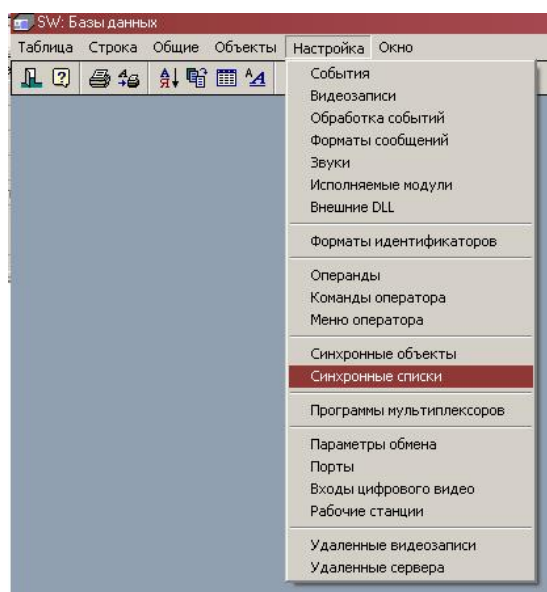 SW: Базы данных
Таблица Строка Общие Объекты Настройка Окно
События
Видеозаписи
Обработка событий
Форматы сообщений
Звуки
Исполняемые модули
Внешние DLL
Форматы идентификаторов
Операнды
Команды оператора
Меню оператора
Синхронные объекты
Синхронные списки
Программы мультиплексоров
Параметры обмена
Порты
Входы цифрового видео
Рабочие станции
Удаленные видеозаписи
Удаленные сервера